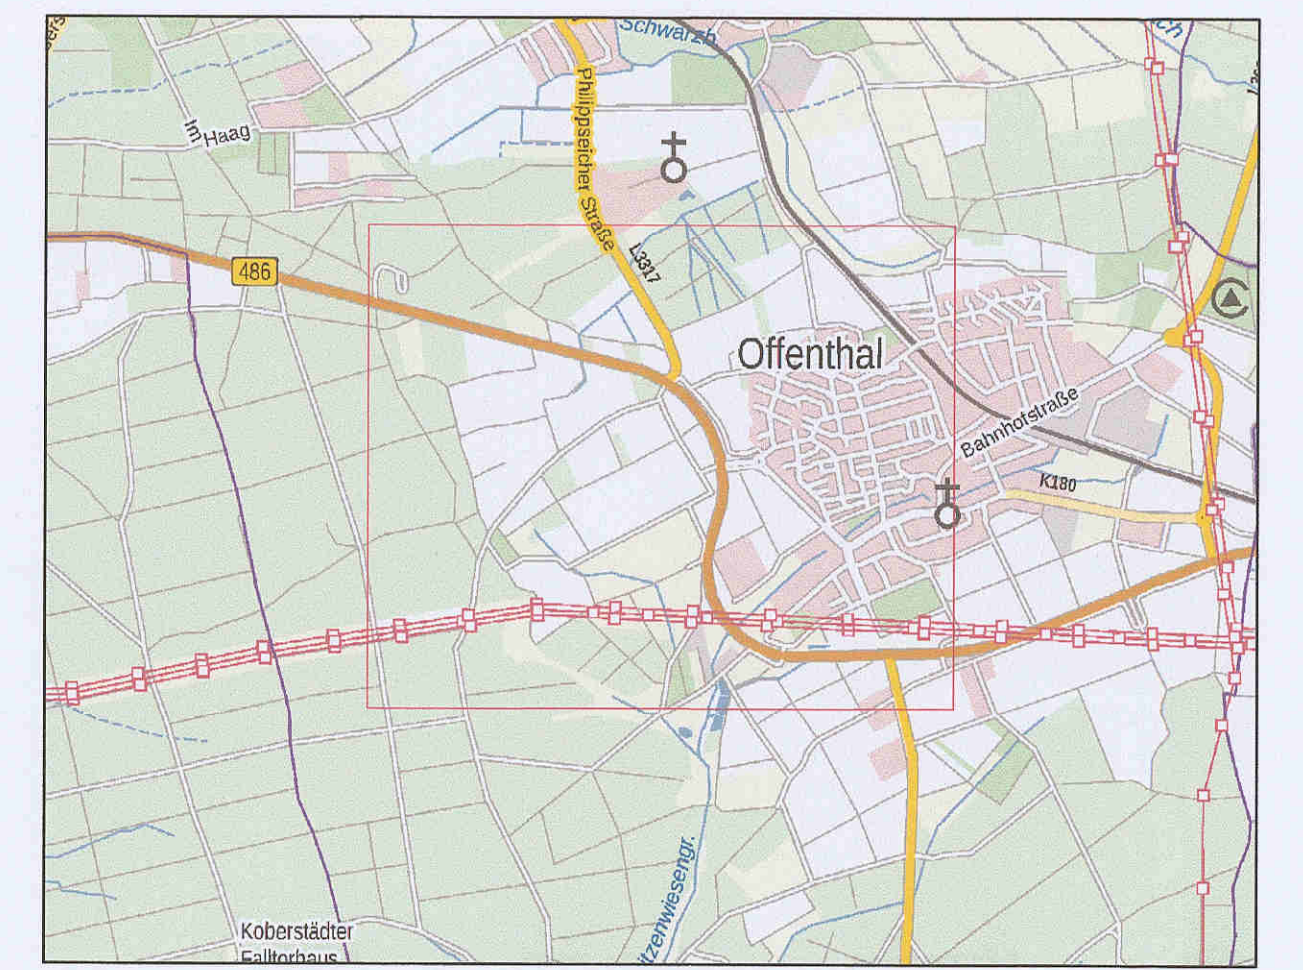 Schwarzb
Philippseicher Straße
Im Haag
L3317
486
Offenthal
Bahnhofstraße
K180
itzenwiesengr.
Koberstädter
Falltorhaus